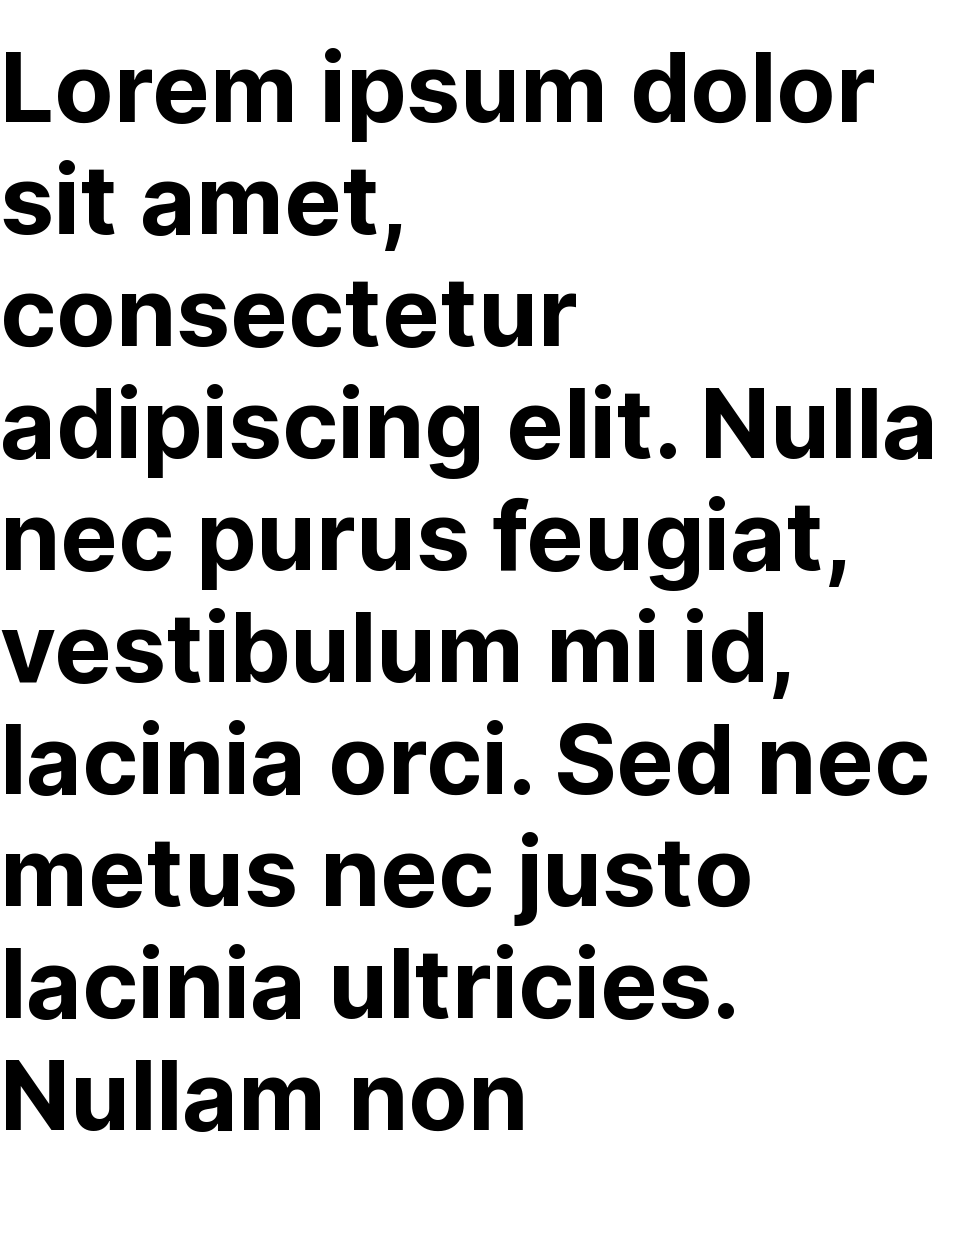 Lorem ipsum dolor
sit amet,
consectetur
adipiscing elit. Nulla
nec purus feugiat,
vestibulum mi id,
lacinia orci. Sed nec
metus nec justo
lacinia ultricies.
Nullam non